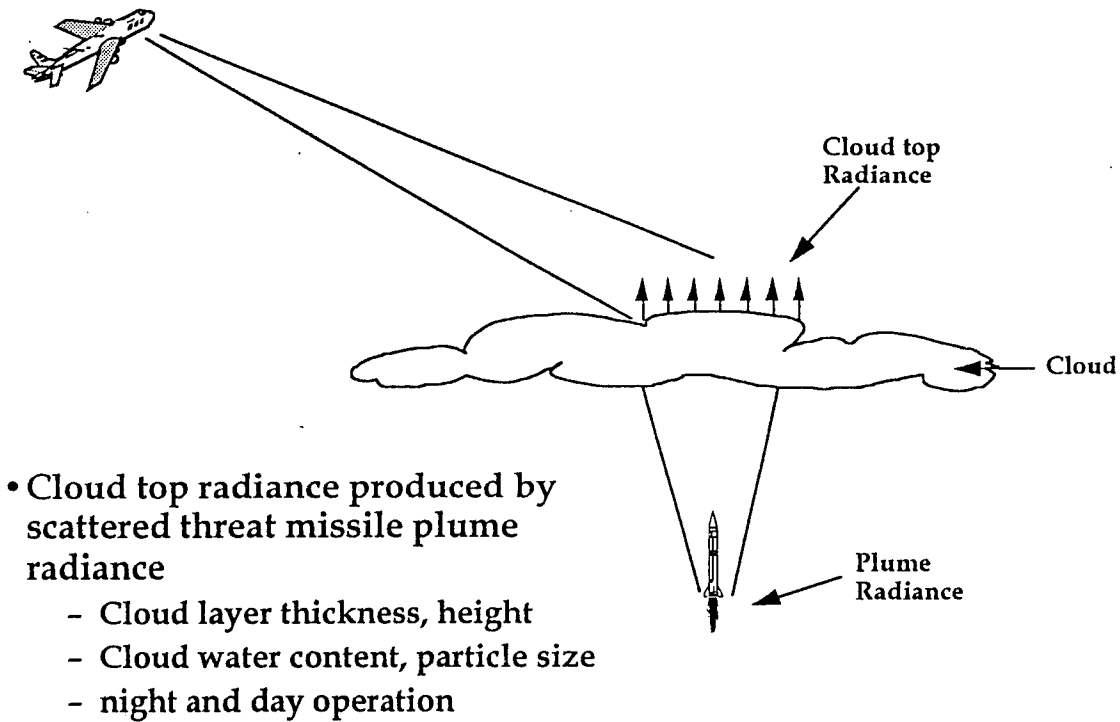 Cloud top
Radiance
Cloud
• Cloud top radiance produced by
scattered threat missile plume
radiance
– Cloud layer thickness, height
– Cloud water content, particle size
– night and day operation
Plume
Radiance